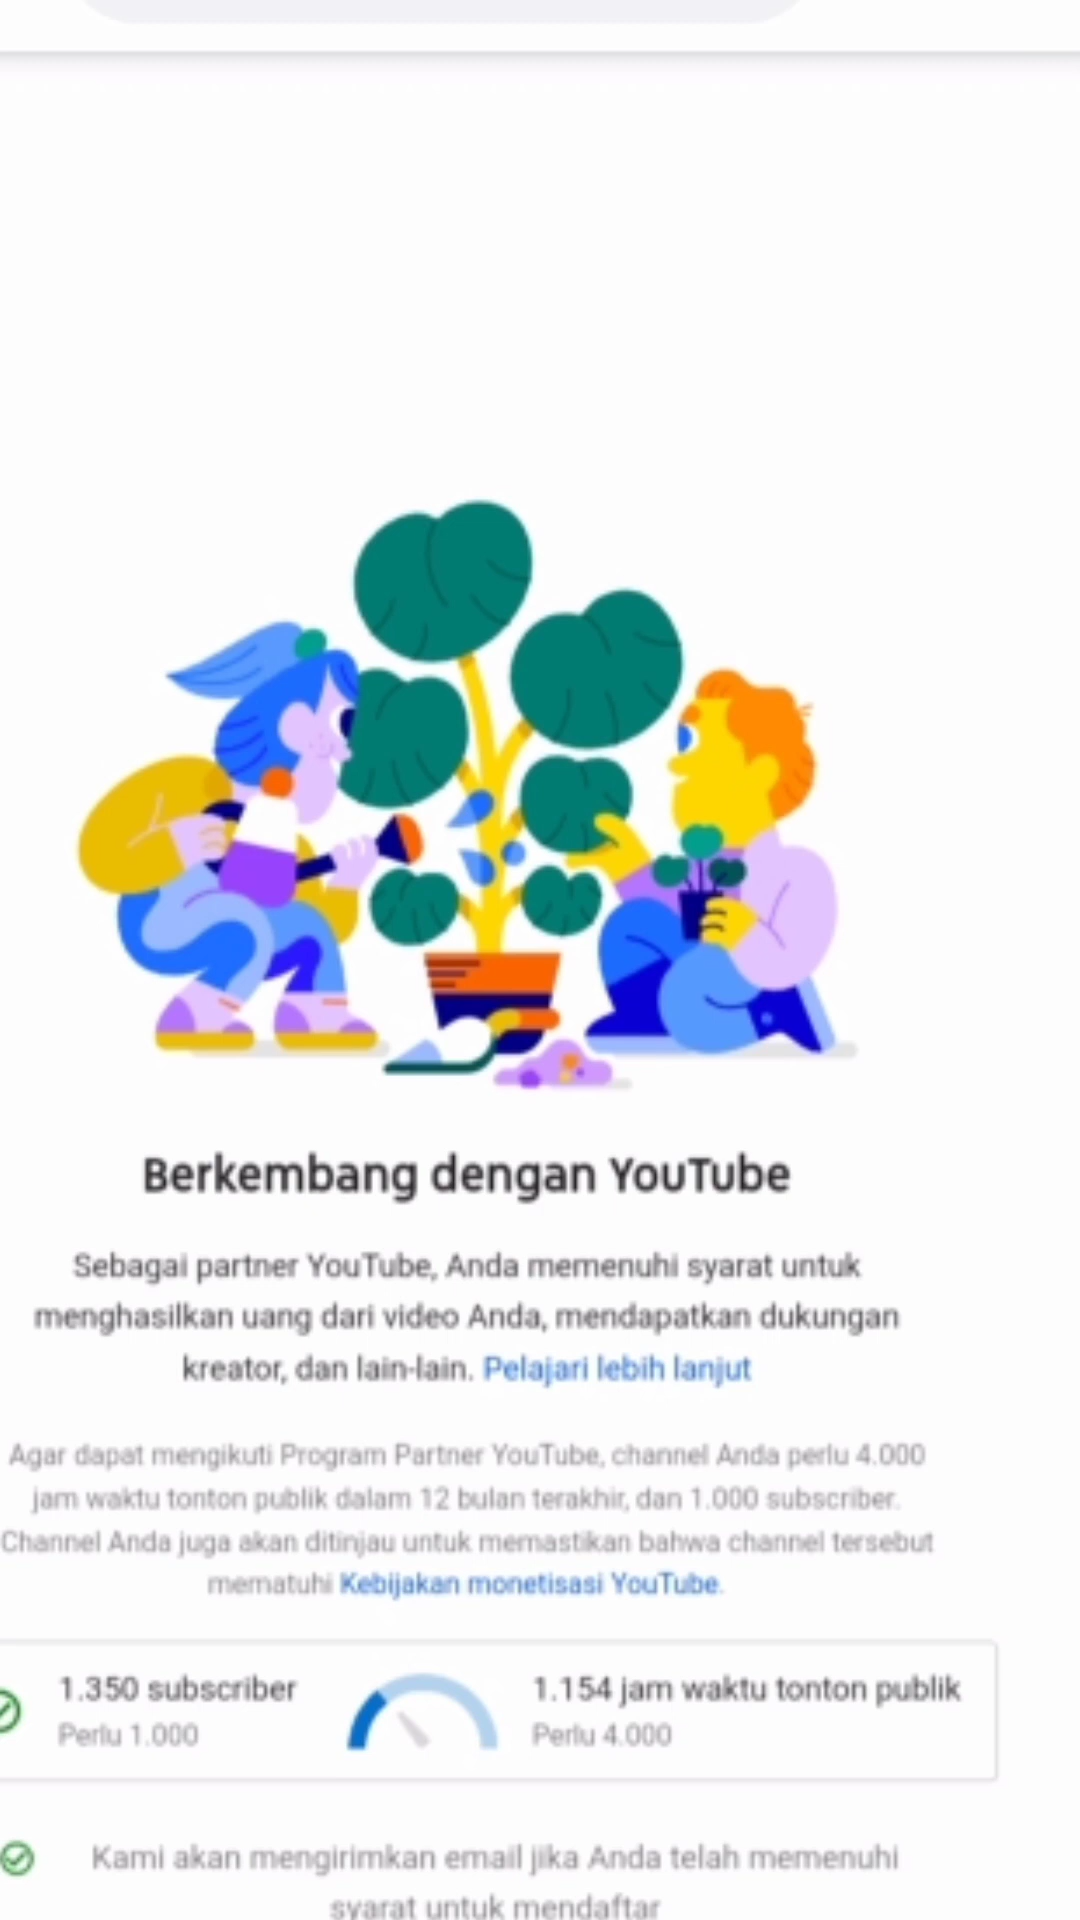 Berkembang dengan YouTube
Sebagai partner YouTube, Anda memenuhi syarat untuk
menghasilkan uang dari video Anda, mendapatkan dukungan
kreator, dan lain-lain. Pelajari lebih lanjut
Agar dapat mengikuti Program Partner YouTube, channel Anda perlu 4.000
jam waktu tonton publik dalam 12 bulan terakhir, dan 1.000 subscriber.
Channel Anda juga akan ditinjau untuk memastikan bahwa channel tersebut
mematuhi Kebijakan monetisasi YouTube.
1.350 subscriber
Perlu 1.000
1.154 jam waktu tonton publik
Perlu 4.000
Kami akan mengirimkan email jika Anda telah memenuhi
syarat untuk mendaftar